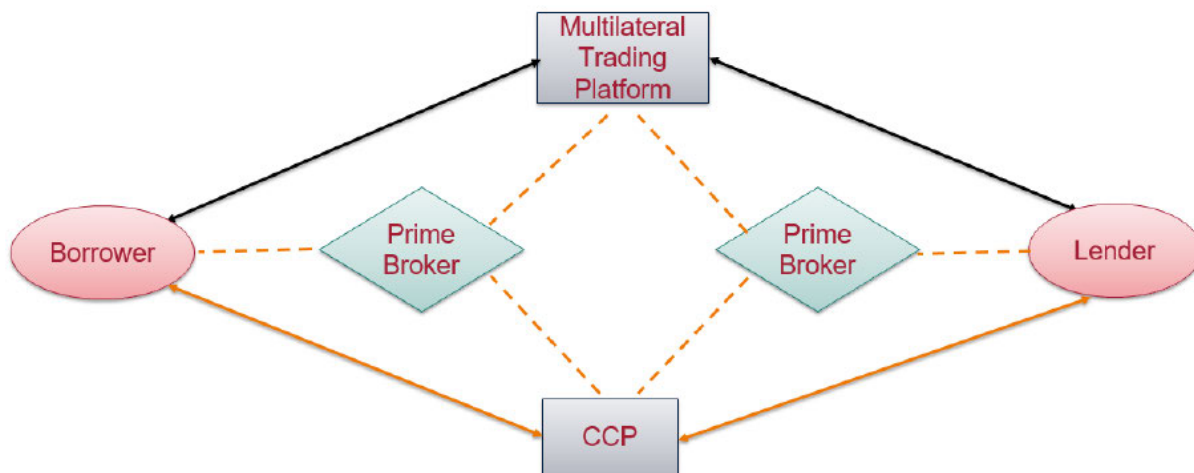 Multilateral
Trading
Platform
Borrower
Prime
Broker
Prime
Broker
Lender
CCP